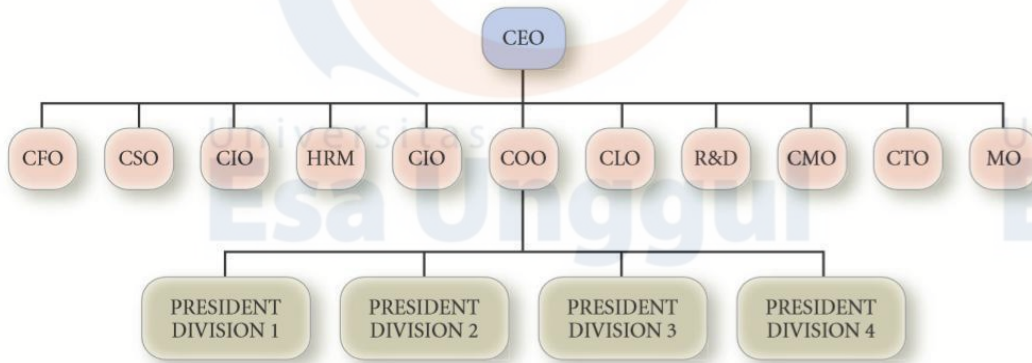 CEO
CFO
CSO
CIO
HRM
CIO
COO
CLO
R&D
CMO
CTO
MO
Universitas
Esa Unggul
PRESIDENT
DIVISION 1
PRESIDENT
DIVISION 2
PRESIDENT
DIVISION 3
PRESIDENT
DIVISION 4